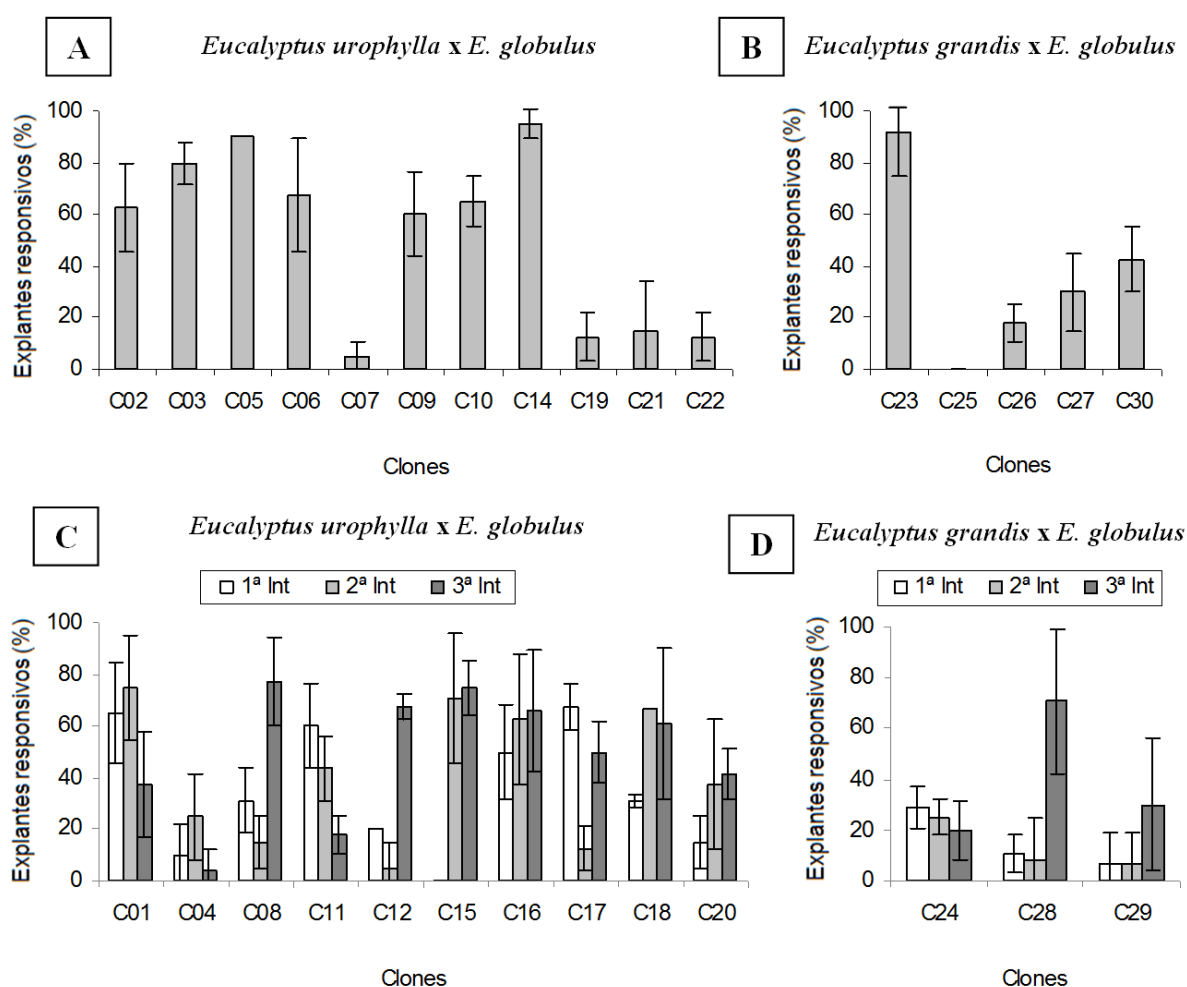 A
Eucalyptus urophylla x E. globulus
Explantes responsivos (%)
100
80
60
40
20
0
C02 C03 C05 C06 C07 C09 C10 C14 C19 C21 C22
Clones
B
Eucalyptus grandis x E. globulus
Explantes responsivos (%)
100
80
60
40
20
0
C23 C25 C26 C27 C30
Clones
C
Eucalyptus urophylla x E. globulus
1ª Int 2ª Int 3ª Int
Explantes responsivos (%)
100
80
60
40
20
0
C01 C04 C08 C11 C12 C15 C16 C17 C18 C20
Clones
D
Eucalyptus grandis x E. globulus
1ª Int 2ª Int 3ª Int
Explantes responsivos (%)
100
80
60
40
20
0
C24 C28 C29
Clones